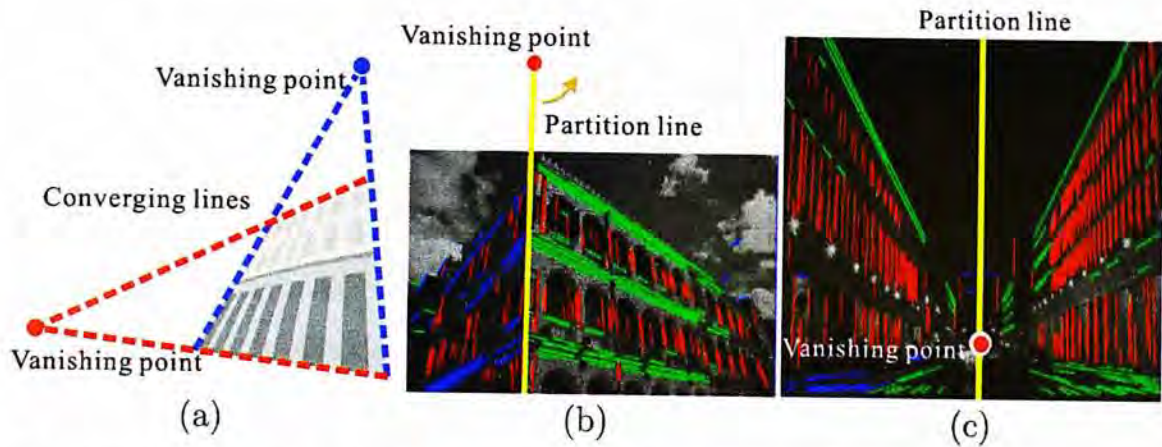 Vanishing point
Converging lines
Vanishing point
(a)
Vanishing point
Partition line
(b)
Partition line
Vanishing point
(c)